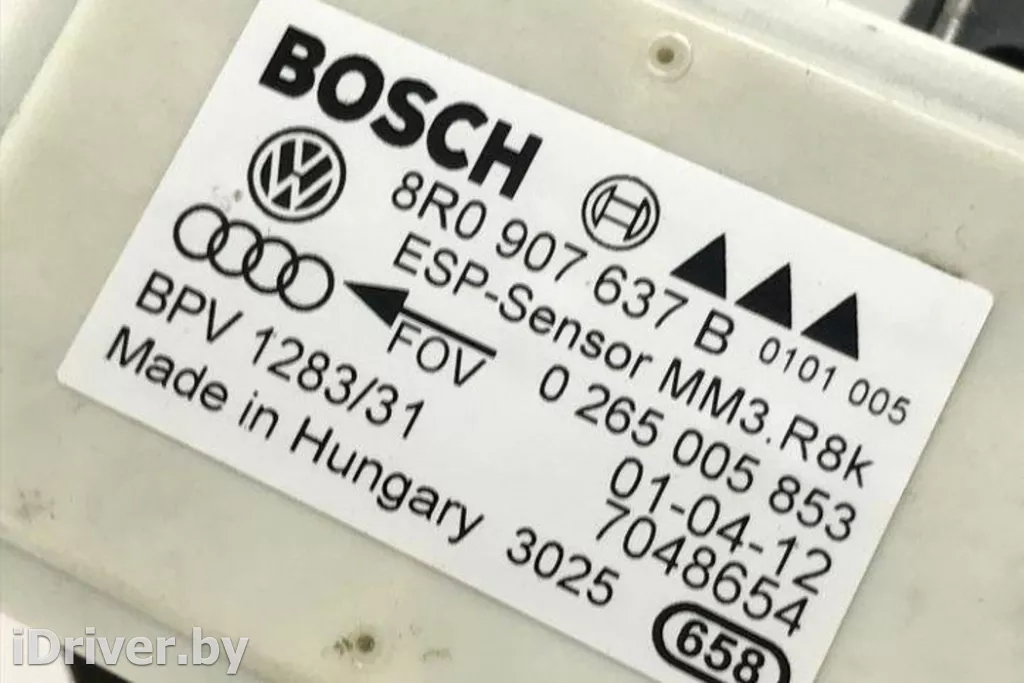 BOSCH
8R0 907 637 B 0101 005
ESP-Sensor MM3.R8k
FOV
0 265 005 853
BPV 1283/31
01-04-12
Made in Hungary
7048654
3025
658
iDriver.by